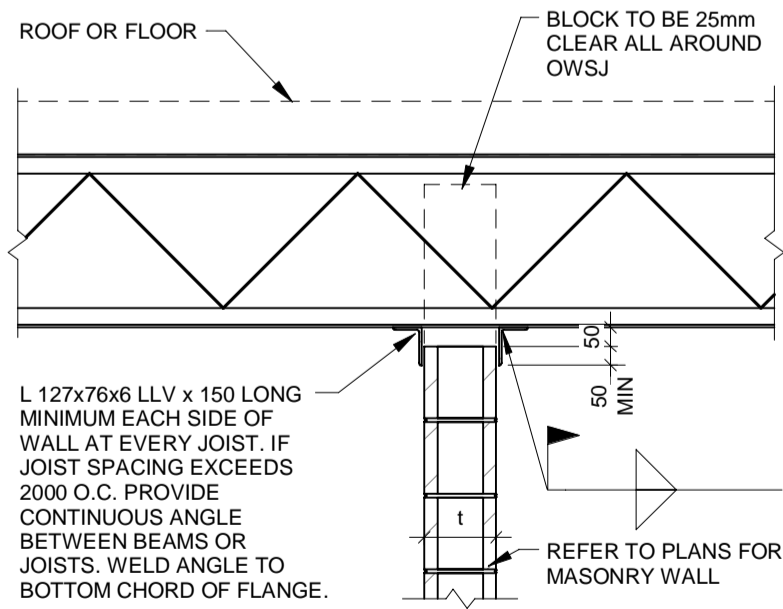 ROOF OR FLOOR
BLOCK TO BE 25mm
CLEAR ALL AROUND
OWSJ
50
50
MIN
L 127x76x6 LLV x 150 LONG
MINIMUM EACH SIDE OF
WALL AT EVERY JOIST. IF
JOIST SPACING EXCEEDS
2000 O.C. PROVIDE
CONTINUOUS ANGLE
BETWEEN BEAMS OR
JOISTS. WELD ANGLE TO
BOTTOM CHORD OF FLANGE.
t
REFER TO PLANS FOR
MASONRY WALL